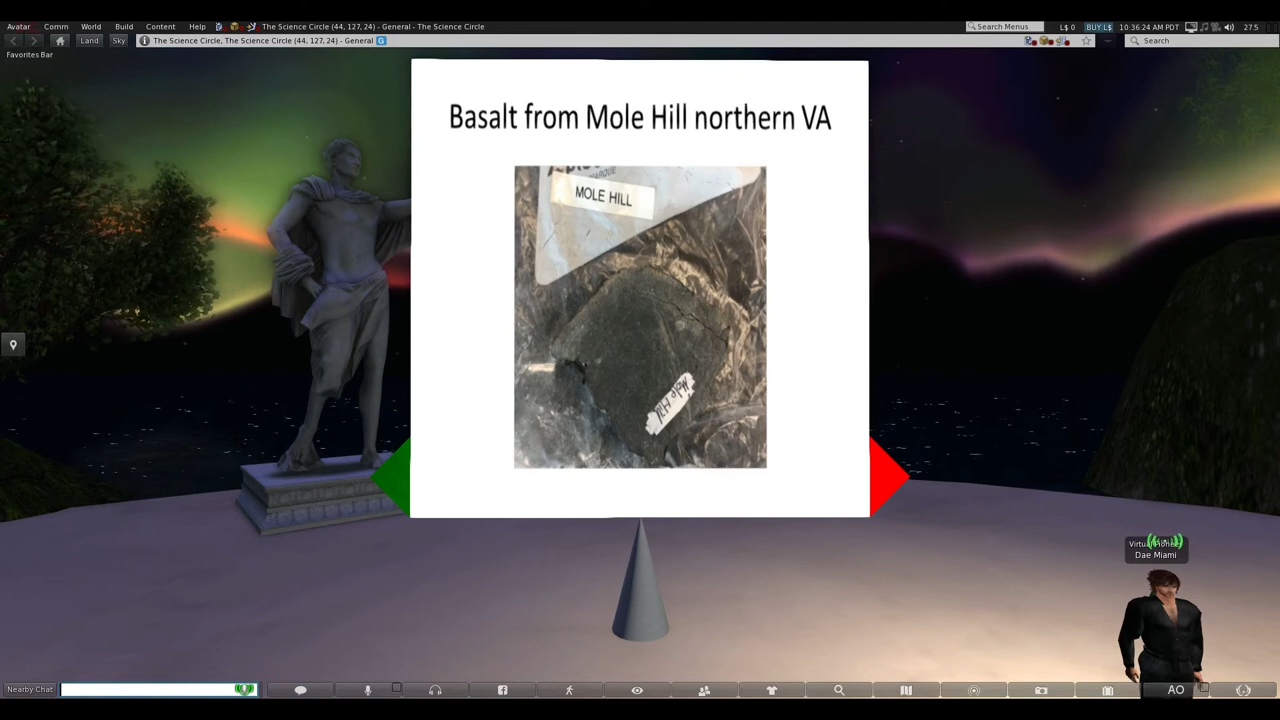 Avatar Comm World Build Content Help The Science Circle (44, 127, 24) - General - The Science Circle Search Menus L$ 0 BUY L$ 10:36:24 AM PDT 27.5
Land Sky The Science Circle, The Science Circle (44, 127, 24) - General G Search
Favorites Bar
Basalt from Mole Hill northern VA
MOLE HILL
Mole Hill
Dae Miami
Nearby Chat AO